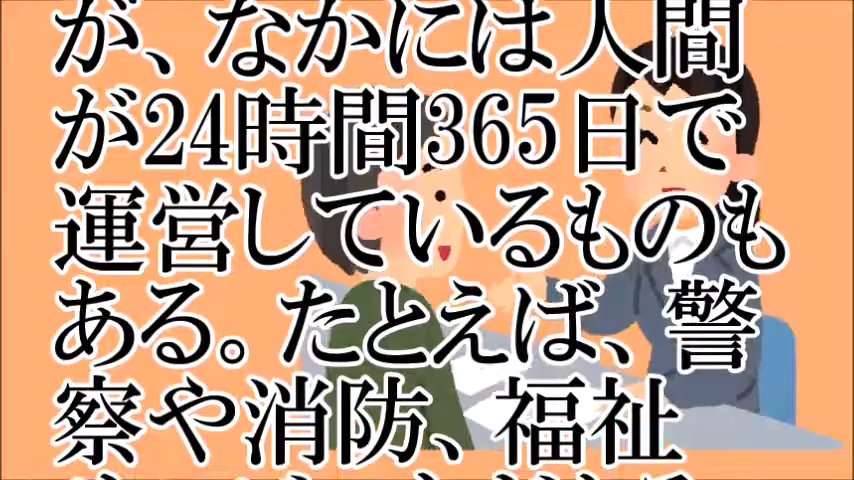 が、なかには人間
が24時間365日で
運営しているものも
ある。たとえば、警
察や消防、福祉